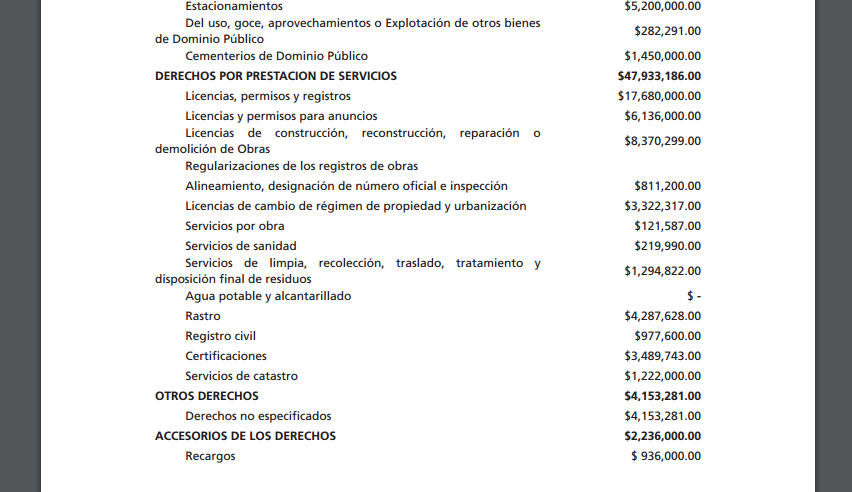 Estacionamientos $5,200,000.00
Del uso, goce, aprovechamientos o Explotación de otros bienes
de Dominio Público $282,291.00
Cementerios de Dominio Público $1,450,000.00
DERECHOS POR PRESTACION DE SERVICIOS $47,933,186.00
Licencias, permisos y registros $17,680,000.00
Licencias y permisos para anuncios $6,136,000.00
Licencias de construcción, reconstrucción, reparación o
demolición de Obras $8,370,299.00
Regularizaciones de los registros de obras
Alineamiento, designación de número oficial e inspección $811,200.00
Licencias de cambio de régimen de propiedad y urbanización $3,322,317.00
Servicios por obra $121,587.00
Servicios de sanidad $219,990.00
Servicios de limpia, recolección, traslado, tratamiento y
disposición final de residuos $1,294,822.00
Agua potable y alcantarillado $ -
Rastro $4,287,628.00
Registro civil $977,600.00
Certificaciones $3,489,743.00
Servicios de catastro $1,222,000.00
OTROS DERECHOS $4,153,281.00
Derechos no especificados $4,153,281.00
ACCESORIOS DE LOS DERECHOS $2,236,000.00
Recargos $ 936,000.00